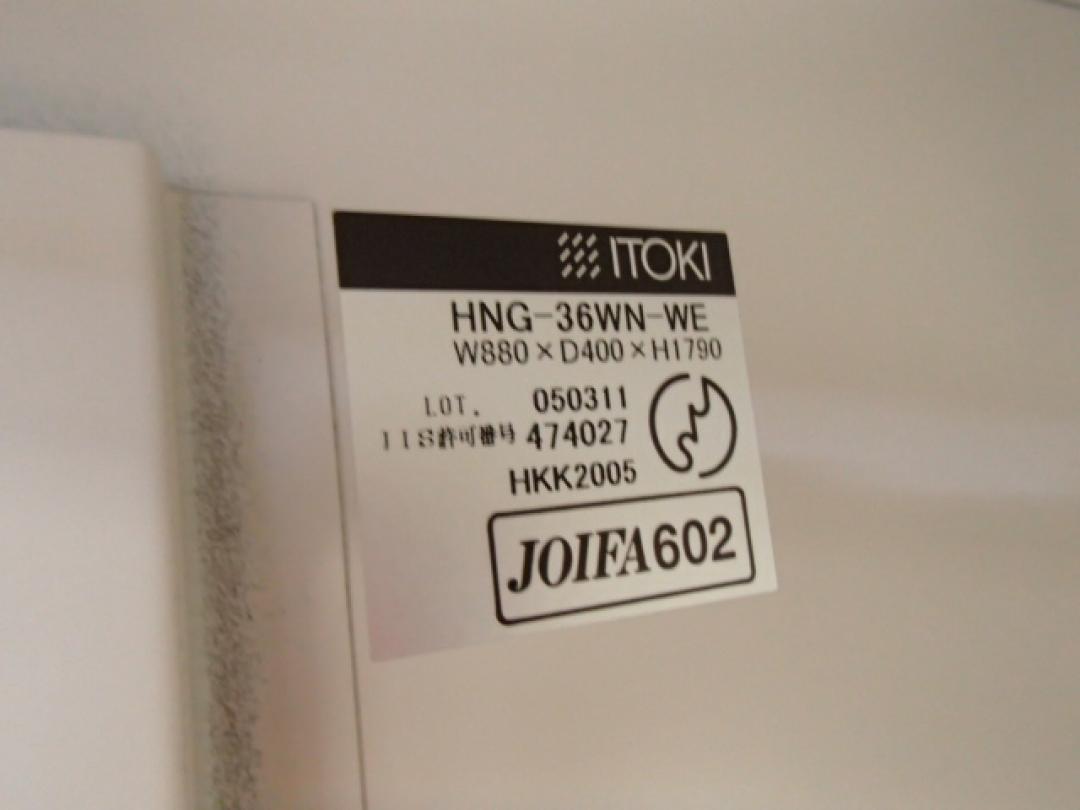 ITOKI
HNG-36WN-WE
W880×D400×H1790
LOT. 050311
JIS許可番号 474027
HKK2005
JOIFA602